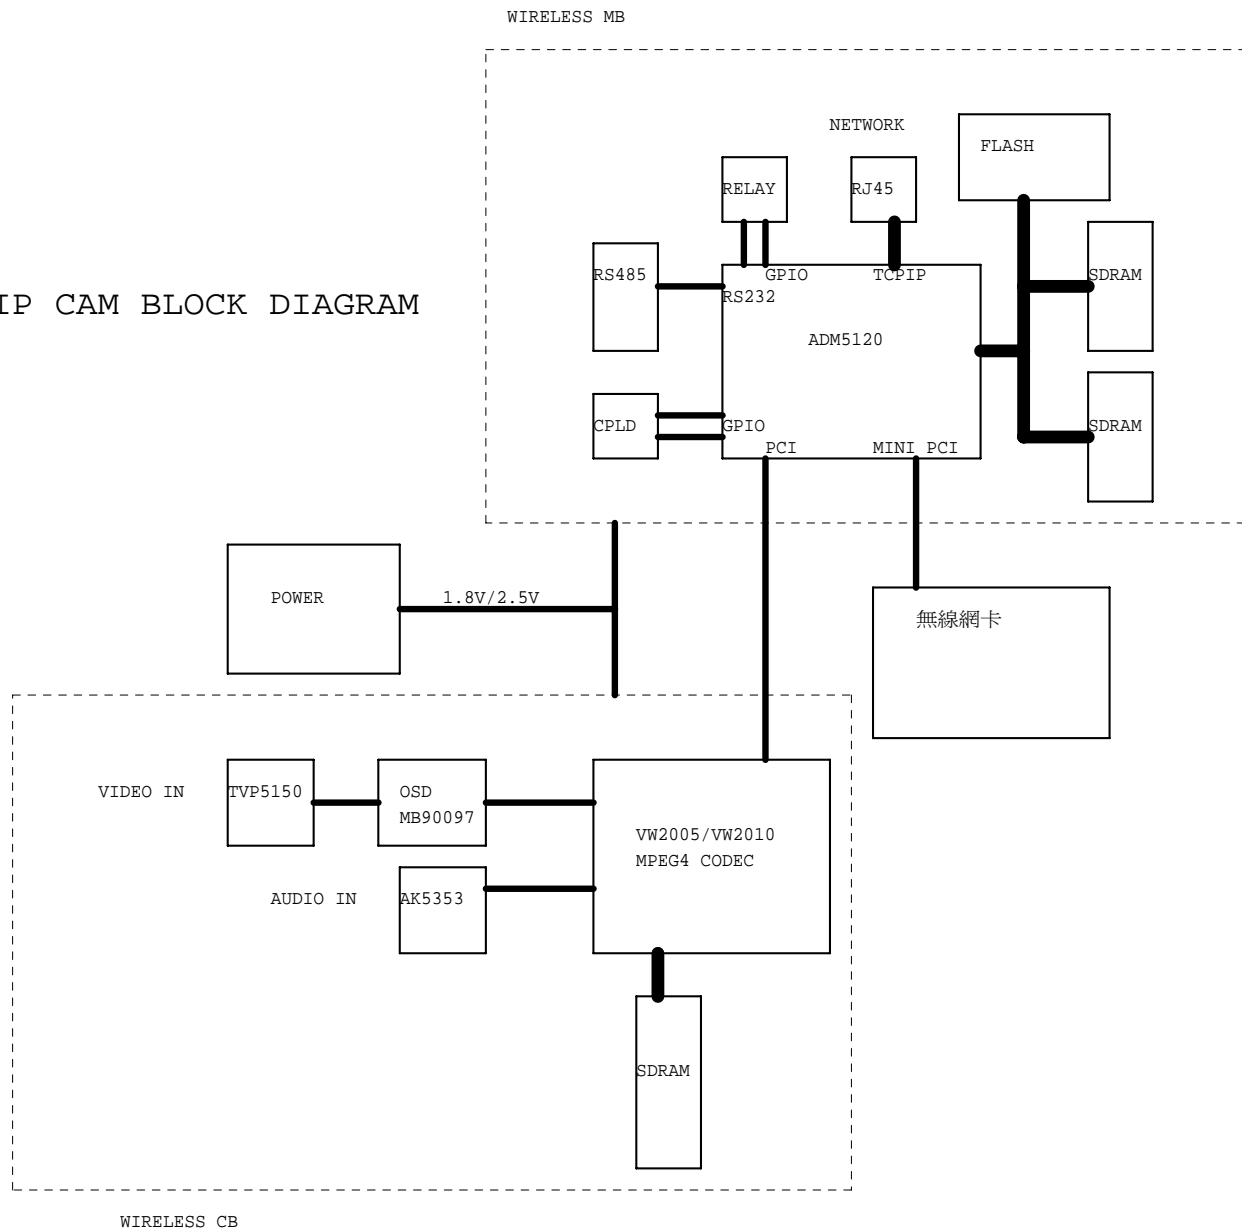 WIRELESS MB
NETWORK
FLASH
RELAY
RJ45
RS485
GPIO
TCPIP
SDRAM
RS232
IP CAM BLOCK DIAGRAM
ADM5120
CPLD
GPIO
SDRAM
PCI
MINI PCI
POWER
1.8V/2.5V
無線網卡
VIDEO IN
TVP5150
OSD
MB90097
VW2005/VW2010
MPEG4 CODEC
AUDIO IN
AK5353
SDRAM
WIRELESS CB